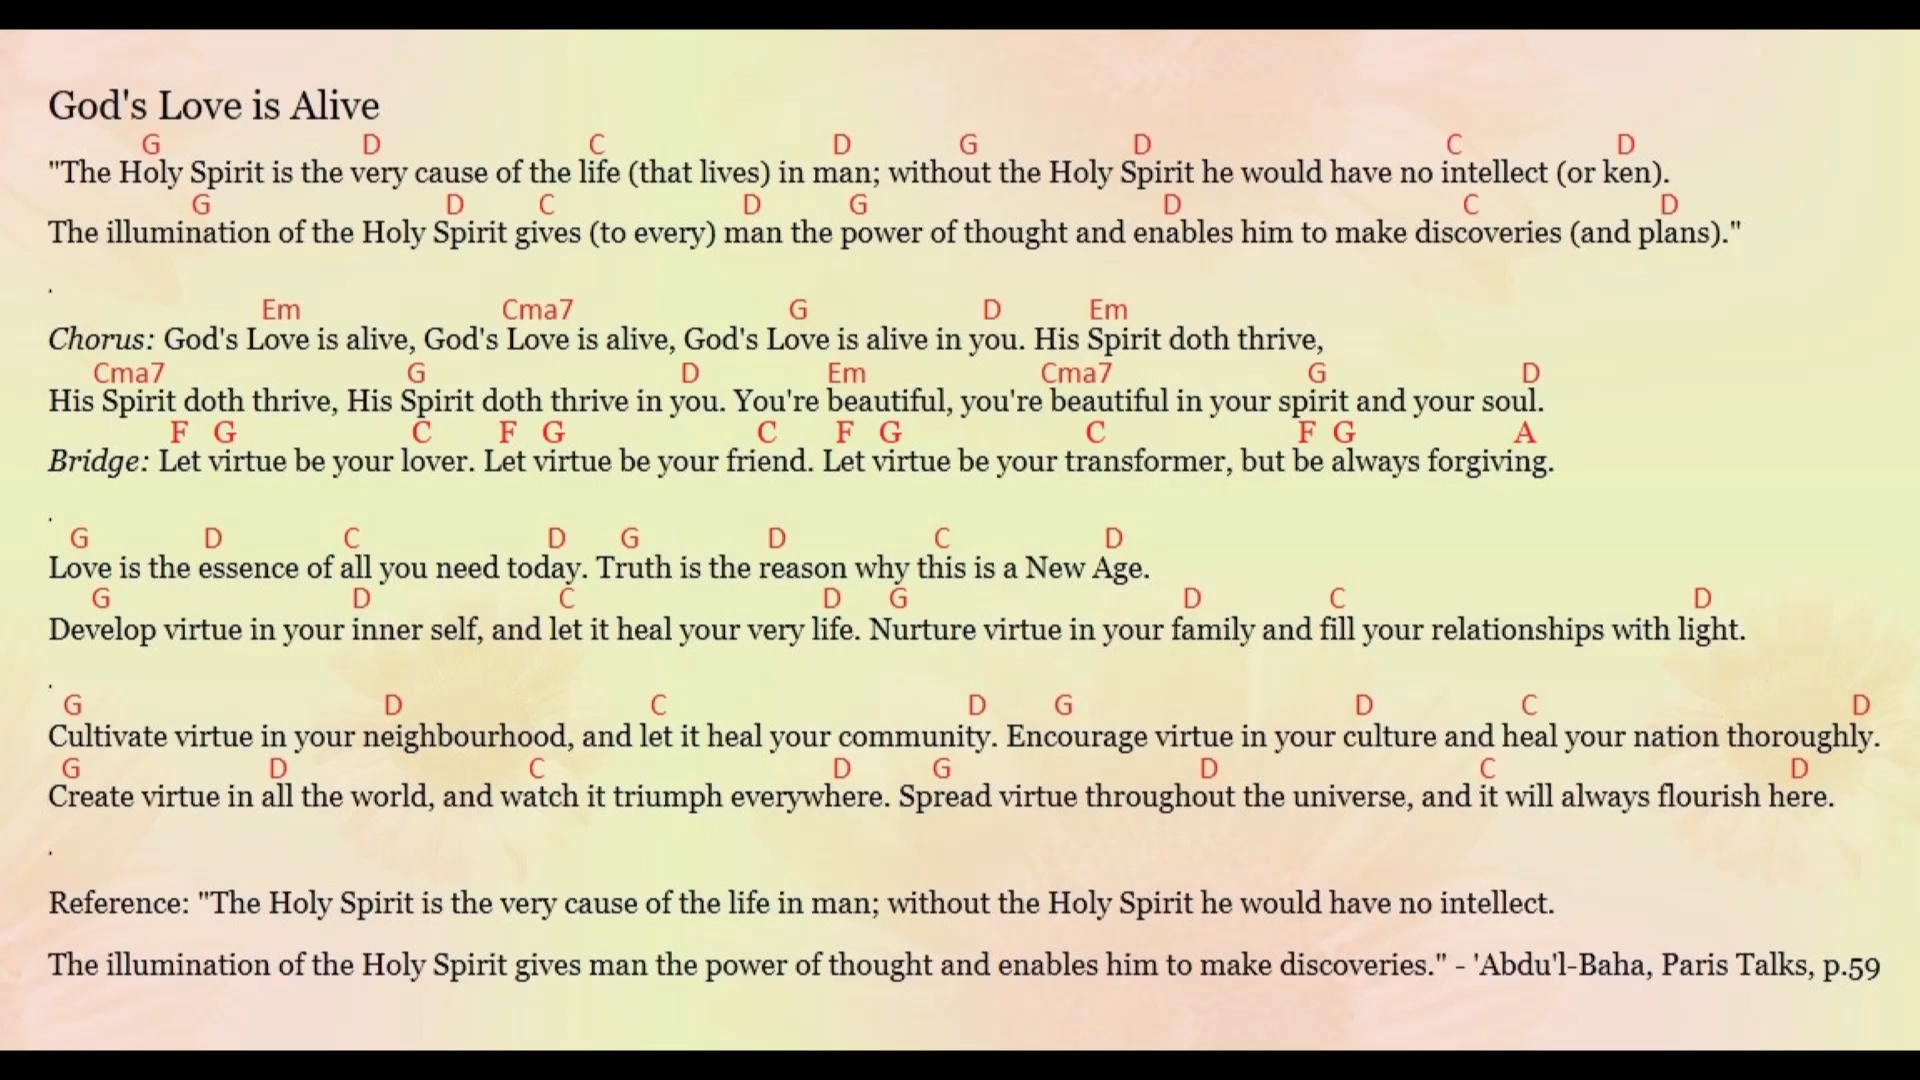 God's Love is Alive
G D C D G D C D
"The Holy Spirit is the very cause of the life (that lives) in man; without the Holy Spirit he would have no intellect (or ken).
G D C D G D C D
The illumination of the Holy Spirit gives (to every) man the power of thought and enables him to make discoveries (and plans)."
.
Em Cma7 G D Em
Chorus: God's Love is alive, God's Love is alive, God's Love is alive in you. His Spirit doth thrive,
Cma7 G D Em Cma7 G D
His Spirit doth thrive, His Spirit doth thrive in you. You're beautiful, you're beautiful in your spirit and your soul.
F G C F G C F G C F G A
Bridge: Let virtue be your lover. Let virtue be your friend. Let virtue be your transformer, but be always forgiving.
.
G D C D G D C D
Love is the essence of all you need today. Truth is the reason why this is a New Age.
G D C D G D C D
Develop virtue in your inner self, and let it heal your very life. Nurture virtue in your family and fill your relationships with light.
.
G D C D G D C D
Cultivate virtue in your neighbourhood, and let it heal your community. Encourage virtue in your culture and heal your nation thoroughly.
G D C D G D C D
Create virtue in all the world, and watch it triumph everywhere. Spread virtue throughout the universe, and it will always flourish here.
.
Reference: "The Holy Spirit is the very cause of the life in man; without the Holy Spirit he would have no intellect.
The illumination of the Holy Spirit gives man the power of thought and enables him to make discoveries." - 'Abdu'l-Baha, Paris Talks, p.59